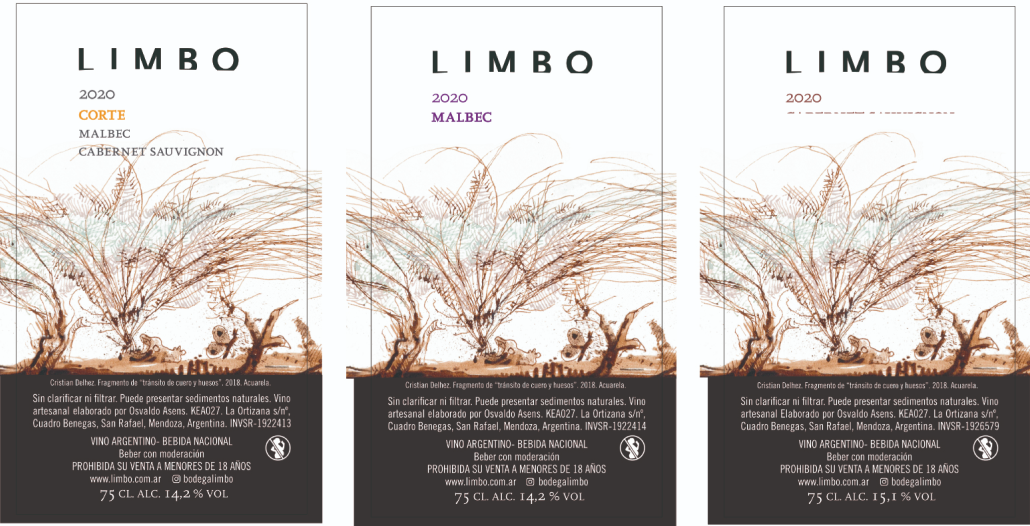 LIMBO
2020
CORTE
MALBEC
CABERNET SAUVIGNON
Cristian Delhez. Fragmento de "tránsito de cuero y huesos". 2018. Acuarela.
Sin clarificar ni filtrar. Puede presentar sedimentos naturales. Vino
artesanal elaborado por Osvaldo Asens. KEA027. La Ortizana s/nº,
Cuadro Benegas, San Rafael, Mendoza, Argentina. INVSR-1922413
VINO ARGENTINO- BEBIDA NACIONAL
Beber con moderación
PROHIBIDA SU VENTA A MENORES DE 18 AÑOS
www.limbo.com.ar bodegalimbo
75 CL. ALC. 14,2 % VOL
LIMBO
2020
MALBEC
Cristian Delhez. Fragmento de "tránsito de cuero y huesos". 2018. Acuarela.
Sin clarificar ni filtrar. Puede presentar sedimentos naturales. Vino
artesanal elaborado por Osvaldo Asens. KEA027. La Ortizana s/nº,
Cuadro Benegas, San Rafael, Mendoza, Argentina. INVSR-1922414
VINO ARGENTINO- BEBIDA NACIONAL
Beber con moderación
PROHIBIDA SU VENTA A MENORES DE 18 AÑOS
www.limbo.com.ar bodegalimbo
75 CL. ALC. 14,2 % VOL
LIMBO
2020
Cristian Delhez. Fragmento de "tránsito de cuero y huesos". 2018. Acuarela.
Sin clarificar ni filtrar. Puede presentar sedimentos naturales. Vino
artesanal Elaborado por Osvaldo Asens. KEA027. La Ortizana s/nº,
Cuadro Benegas, San Rafael, Mendoza, Argentina. INVSR-1926579
VINO ARGENTINO- BEBIDA NACIONAL
Beber con moderación
PROHIBIDA SU VENTA A MENORES DE 18 AÑOS
www.limbo.com.ar bodegalimbo
75 CL. ALC. 15,1 % VOL